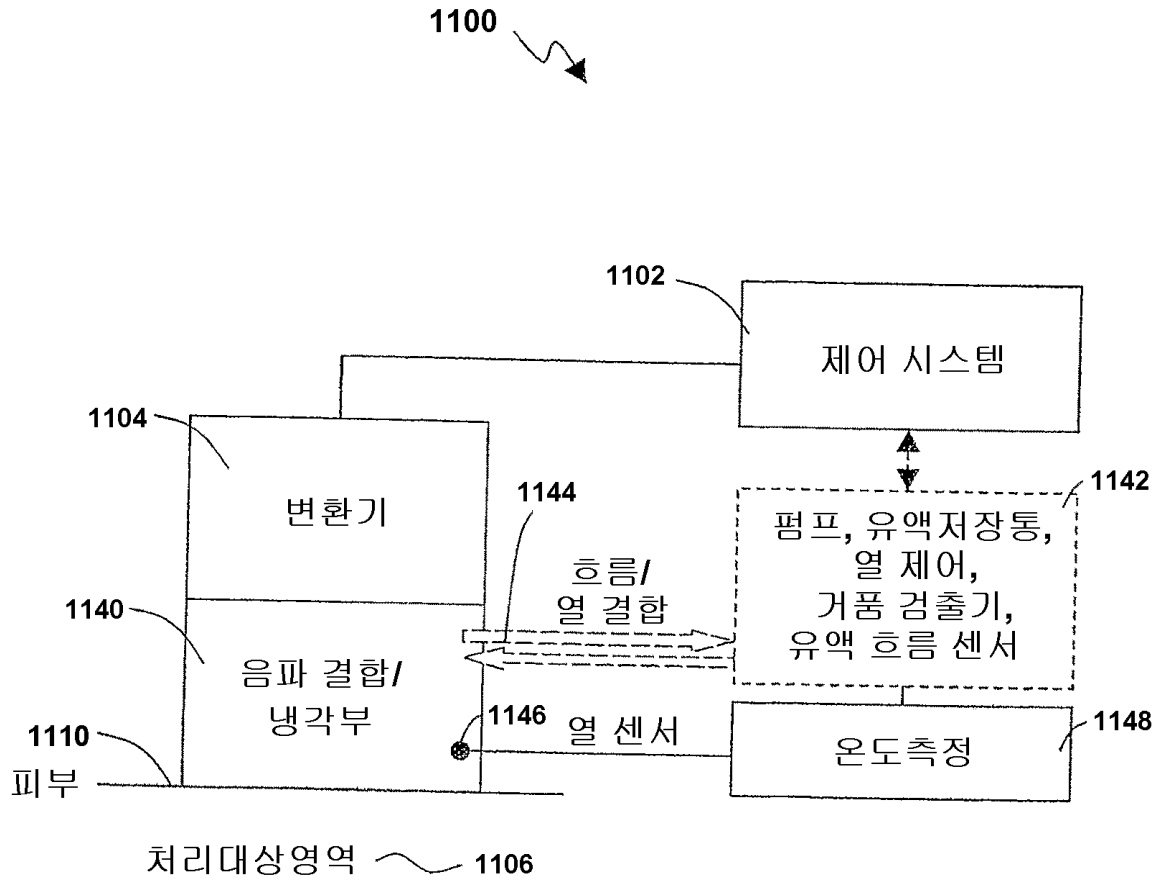 1100
1102
제어 시스템
1104
변환기
1144
1142
펌프, 유액저장통,
열 제어,
거품 검출기,
유액 흐름 센서
흐름/
열 결합
1140
음파 결합/
냉각부
1146
열 센서
1148
온도측정
1110
피부
처리대상영역
1106